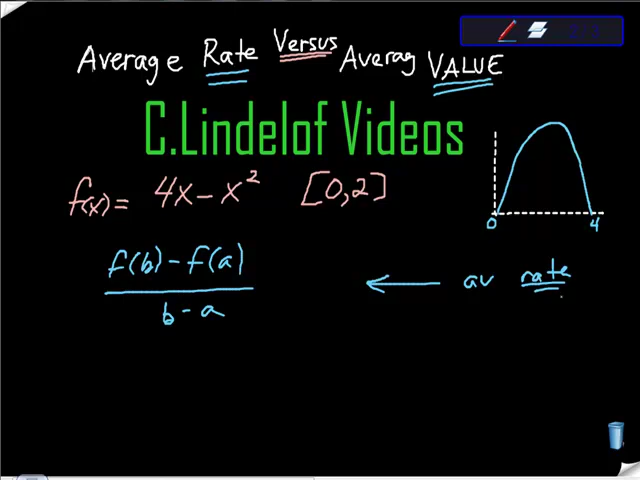 Average Rate Versus Averag VALUE
C.Lindelof Videos
f(x) = 4x - x² [0,2]
0 4
f(b) - f(a)
b - a
← av rate